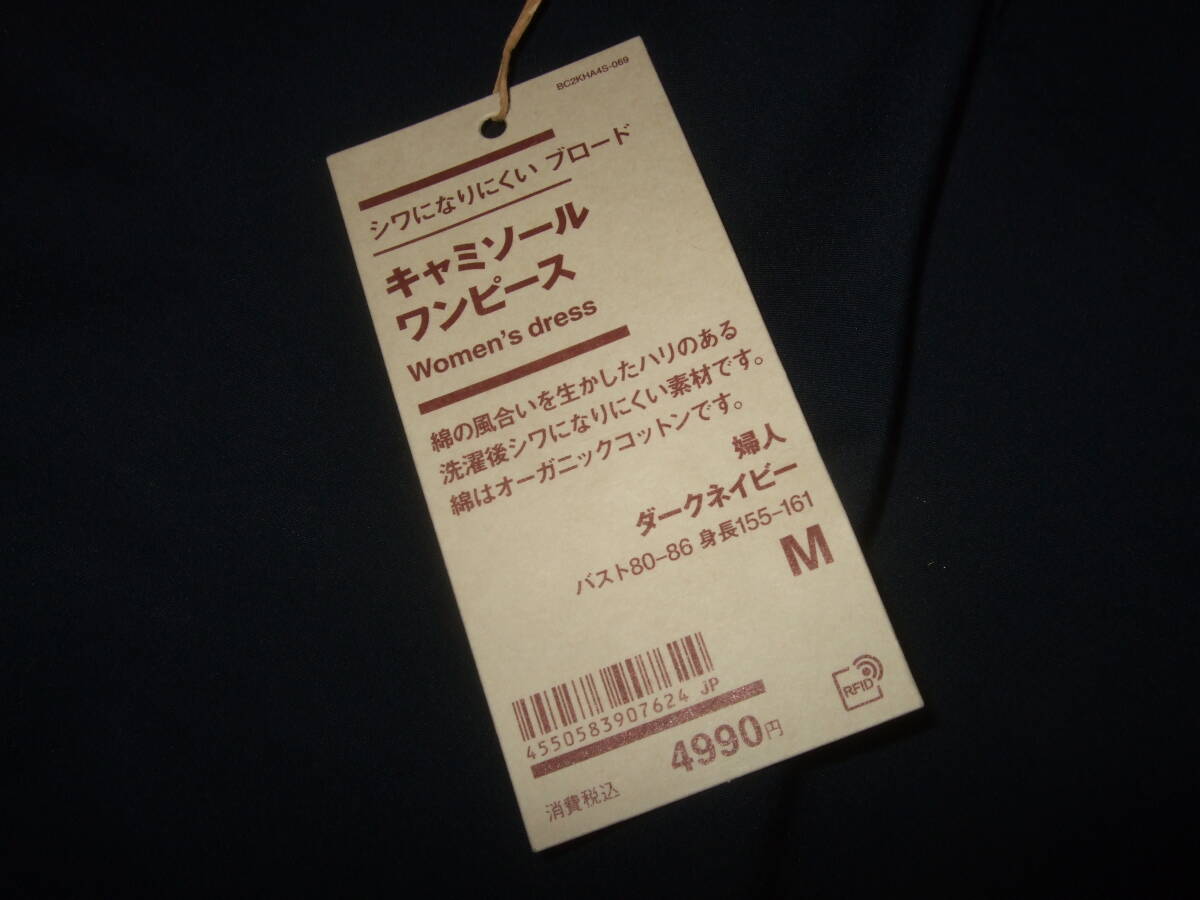 BC2KHA4S-069
シワになりにくい ブロード
キャミソール
ワンピース
Women's dress
綿の風合いを生かしたハリのある
洗濯後シワになりにくい素材です。
綿はオーガニックコットンです。
婦人
ダークネイビー
バスト80-86 身長155-161
M
4550583907624 JP
RFID
4990円
消費税込